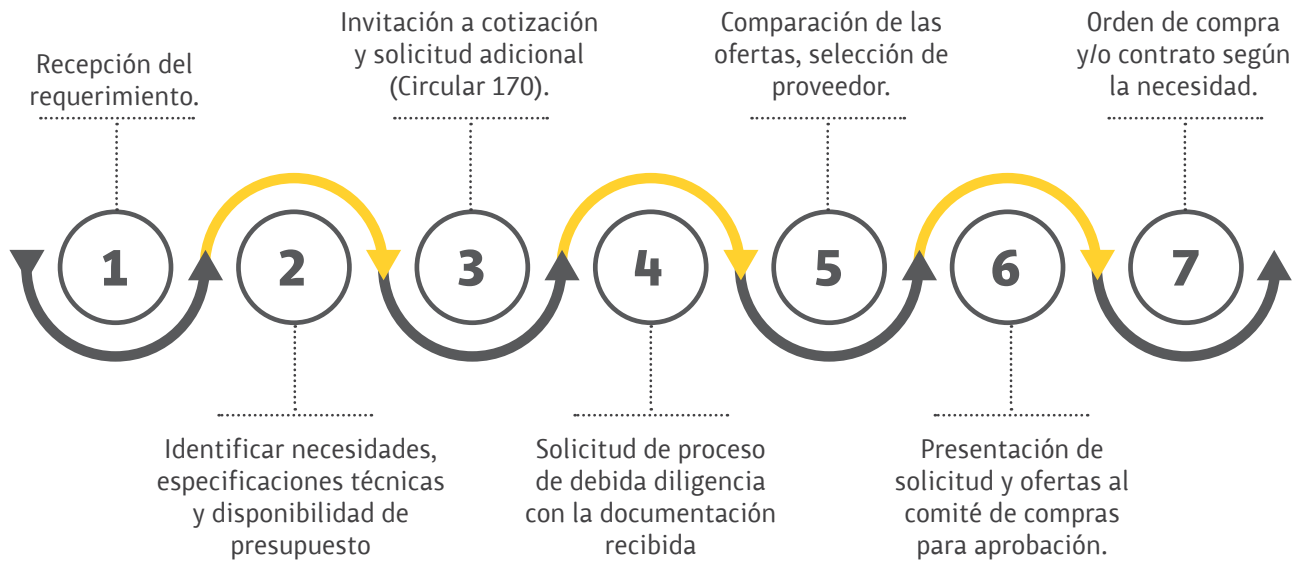 Recepción del
requerimiento.
1
2
Identificar necesidades,
especificaciones técnicas
y disponibilidad de
presupuesto
Invitación a cotización
y solicitud adicional
(Circular 170).
3
4
Solicitud de proceso
de debida diligencia
con la documentación
recibida
Comparación de las
ofertas, selección de
proveedor.
5
6
Presentación de
solicitud y ofertas al
comité de compras
para aprobación.
Orden de compra
y/o contrato según
la necesidad.
7